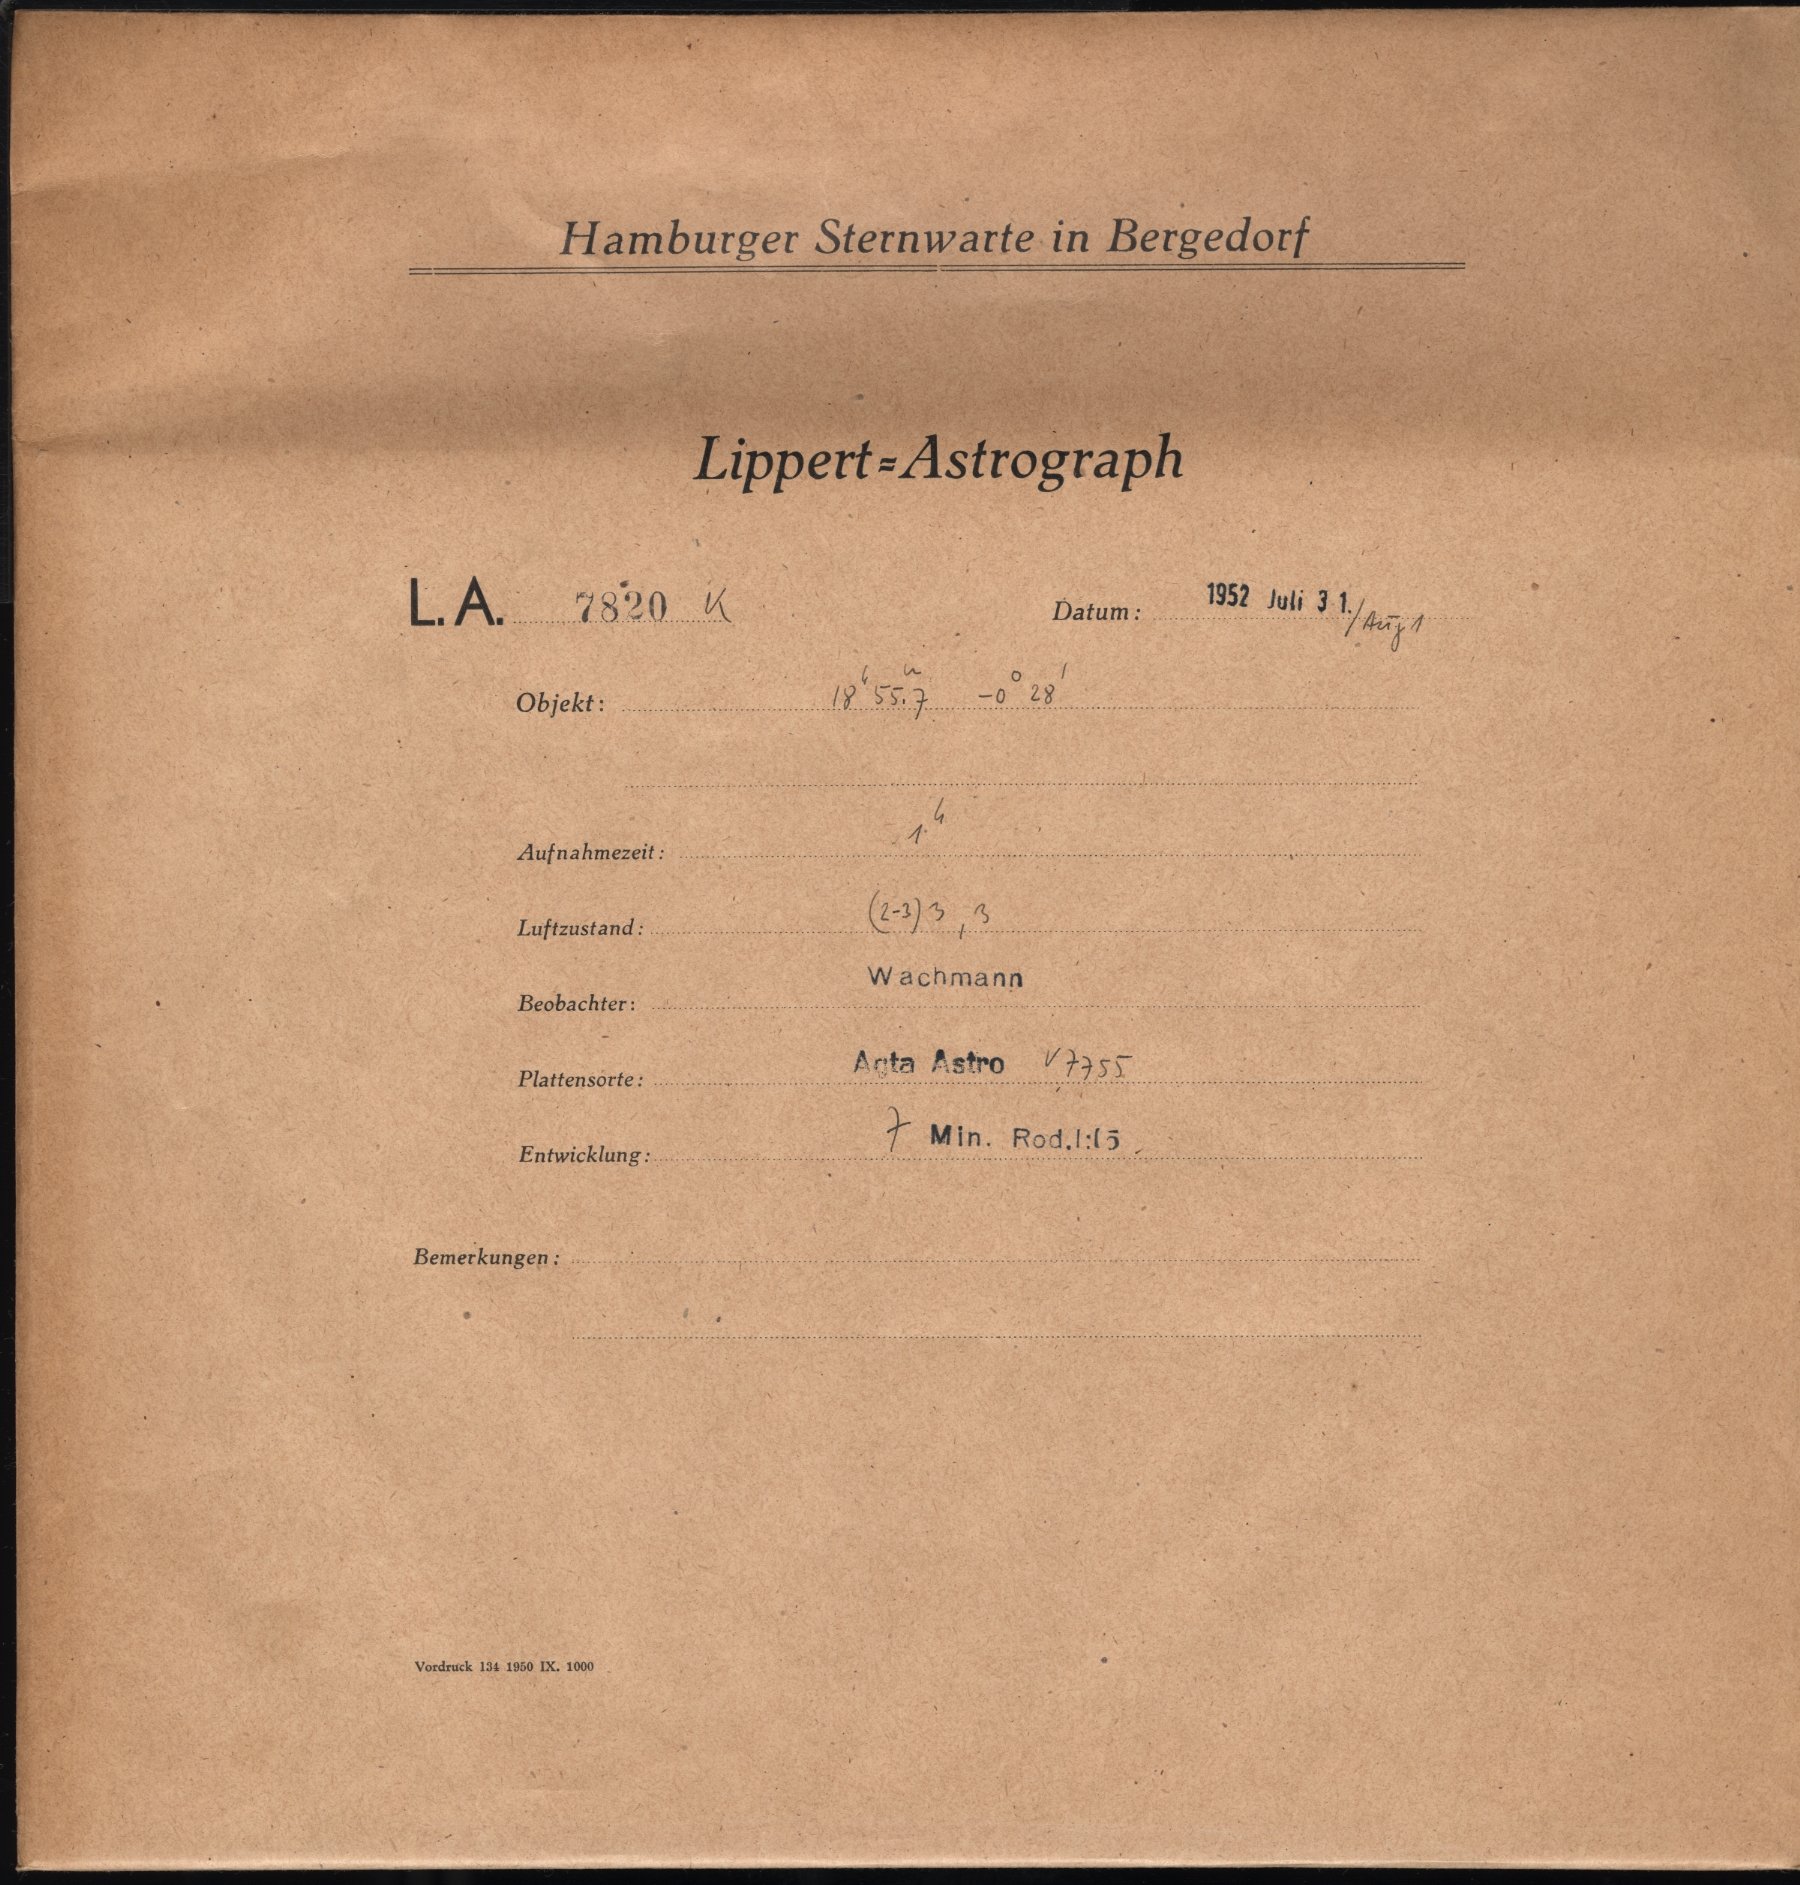 Hamburger Sternwarte in Bergedorf
Lippert=Astrograph
L. A. 7820 K Datum: 1952 Juli 31./Aug 1
Objekt: 18ʰ 55.7ᵐ -0° 28'
Aufnahmezeit: 1ʰ
Luftzustand: (2-3) 3, 3
Beobachter: Wachmann
Plattensorte: Agfa Astro V 7755
Entwicklung: 7 Min. Rod. 1:15
Bemerkungen:
Vordruck 134 1950 IX. 1000